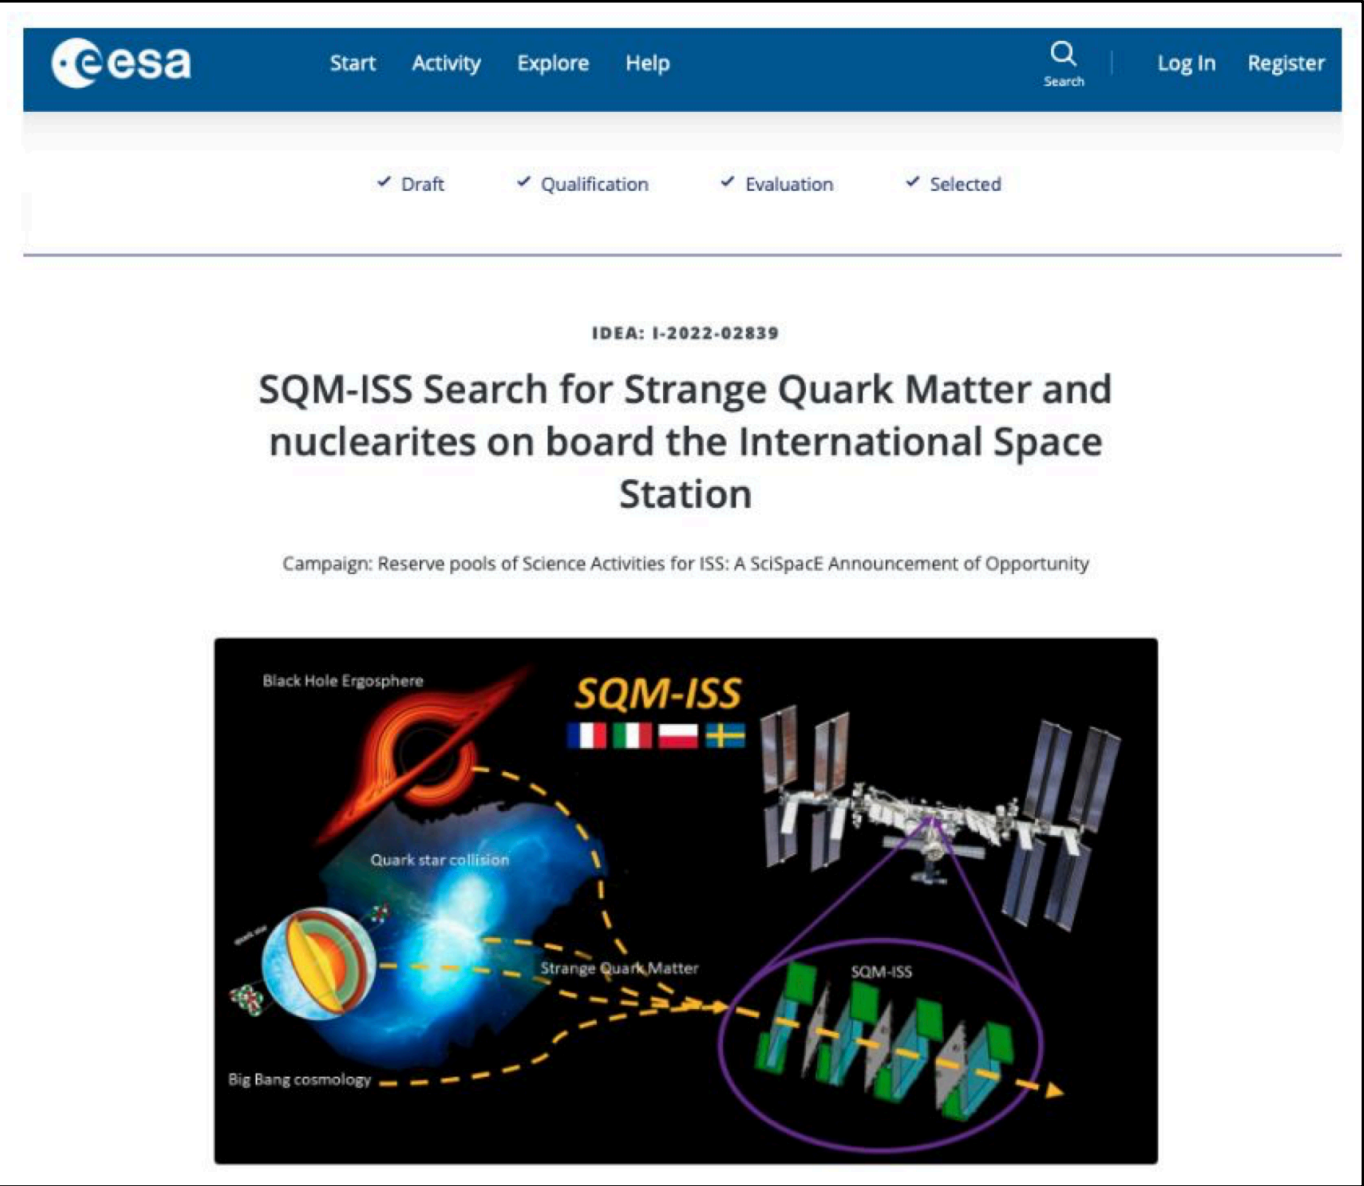 esa
Start Activity Explore Help
Search
Log In Register
Draft Qualification Evaluation Selected
IDEA: I-2022-02839
SQM-ISS Search for Strange Quark Matter and
nuclearites on board the International Space
Station
Campaign: Reserve pools of Science Activities for ISS: A SciSpacE Announcement of Opportunity
Black Hole Ergosphere
SQM-ISS
Quark star collision
quark star
Strange Quark Matter
SQM-ISS
Big Bang cosmology